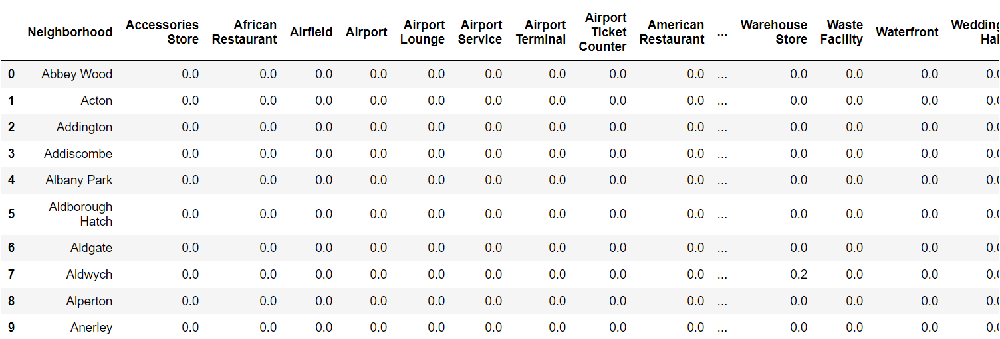 Neighborhood Accessories Store African Restaurant Airfield Airport Airport Lounge Airport Service Airport Terminal Airport Ticket Counter American Restaurant ... Warehouse Store Waste Facility Waterfront Wedding Hal
0 Abbey Wood 0.0 0.0 0.0 0.0 0.0 0.0 0.0 0.0 0.0 ... 0.0 0.0 0.0 0.0
1 Acton 0.0 0.0 0.0 0.0 0.0 0.0 0.0 0.0 0.0 ... 0.0 0.0 0.0 0.0
2 Addington 0.0 0.0 0.0 0.0 0.0 0.0 0.0 0.0 0.0 ... 0.0 0.0 0.0 0.0
3 Addiscombe 0.0 0.0 0.0 0.0 0.0 0.0 0.0 0.0 0.0 ... 0.0 0.0 0.0 0.0
4 Albany Park 0.0 0.0 0.0 0.0 0.0 0.0 0.0 0.0 0.0 ... 0.0 0.0 0.0 0.0
5 Aldborough Hatch 0.0 0.0 0.0 0.0 0.0 0.0 0.0 0.0 0.0 ... 0.0 0.0 0.0 0.0
6 Aldgate 0.0 0.0 0.0 0.0 0.0 0.0 0.0 0.0 0.0 ... 0.0 0.0 0.0 0.0
7 Aldwych 0.0 0.0 0.0 0.0 0.0 0.0 0.0 0.0 0.0 ... 0.2 0.0 0.0 0.0
8 Alperton 0.0 0.0 0.0 0.0 0.0 0.0 0.0 0.0 0.0 ... 0.0 0.0 0.0 0.0
9 Anerley 0.0 0.0 0.0 0.0 0.0 0.0 0.0 0.0 0.0 ... 0.0 0.0 0.0 0.0